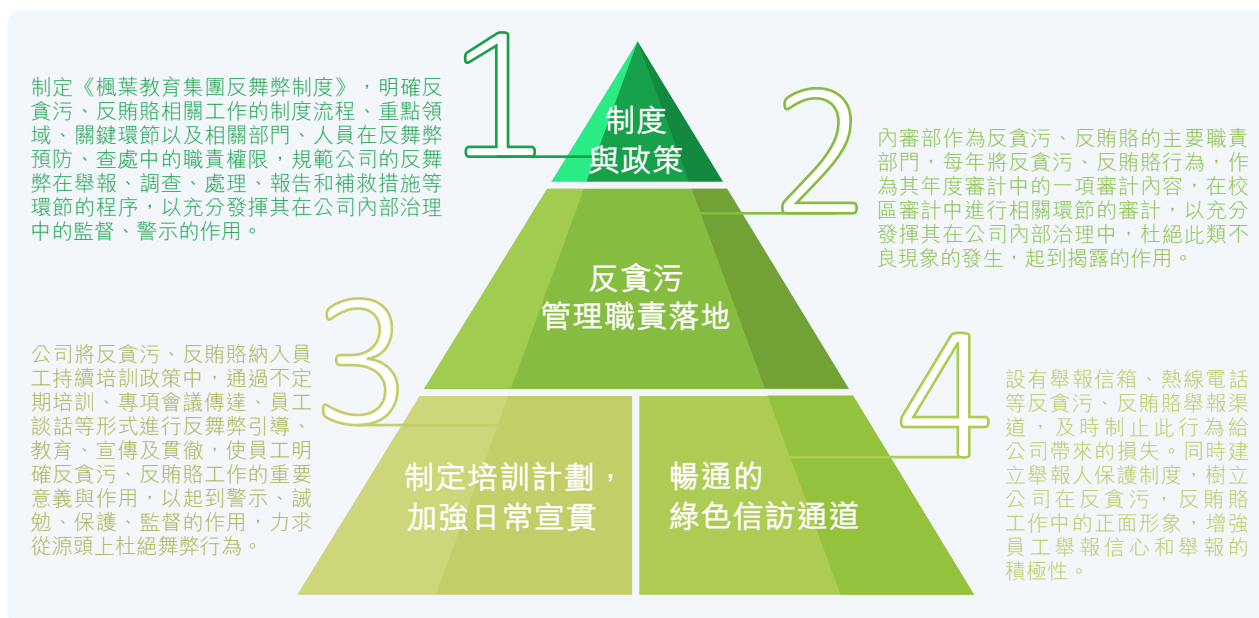 1
制定《楓葉教育集團反舞弊制度》，明確反
貪污、反賄賂相關工作的制度流程、重點領
域、關鍵環節以及相關部門、人員在反舞弊
預防、查處中的職責權限，規範公司的反舞
弊在舉報、調查、處理、報告和補救措施等
環節的程序，以充分發揮其在公司內部治理
中的監督、警示的作用。
制度
與政策
2
內審部作為反貪污、反賄賂的主要職責
部門，每年將反貪污、反賄賂行為，作
為其年度審計中的一項審計內容，在校
區審計中進行相關環節的審計，以充分
發揮其在公司內部治理中，杜絕此類不
良現象的發生，起到揭露的作用。
反貪污
管理職責落地
3
公司將反貪污、反賄賂納入員
工持續培訓政策中，通過不定
期培訓、專項會議傳達、員工
談話等形式進行反舞弊引導、
教育、宣傳及貫徹，使員工明
確反貪污、反賄賂工作的重要
意義與作用，以起到警示、誡
勉、保護、監督的作用，力求
從源頭上杜絕舞弊行為。
制定培訓計劃，
加強日常宣貫
暢通的
綠色信訪通道
4
設有舉報信箱、熱線電話
等反貪污、反賄賂舉報渠
道，及時制止此行為給
公司帶來的損失。同時建
立舉報人保護制度，樹立
公司在反貪污，反賄賂
工作中的正面形象，增強
員工舉報信心和舉報的
積極性。